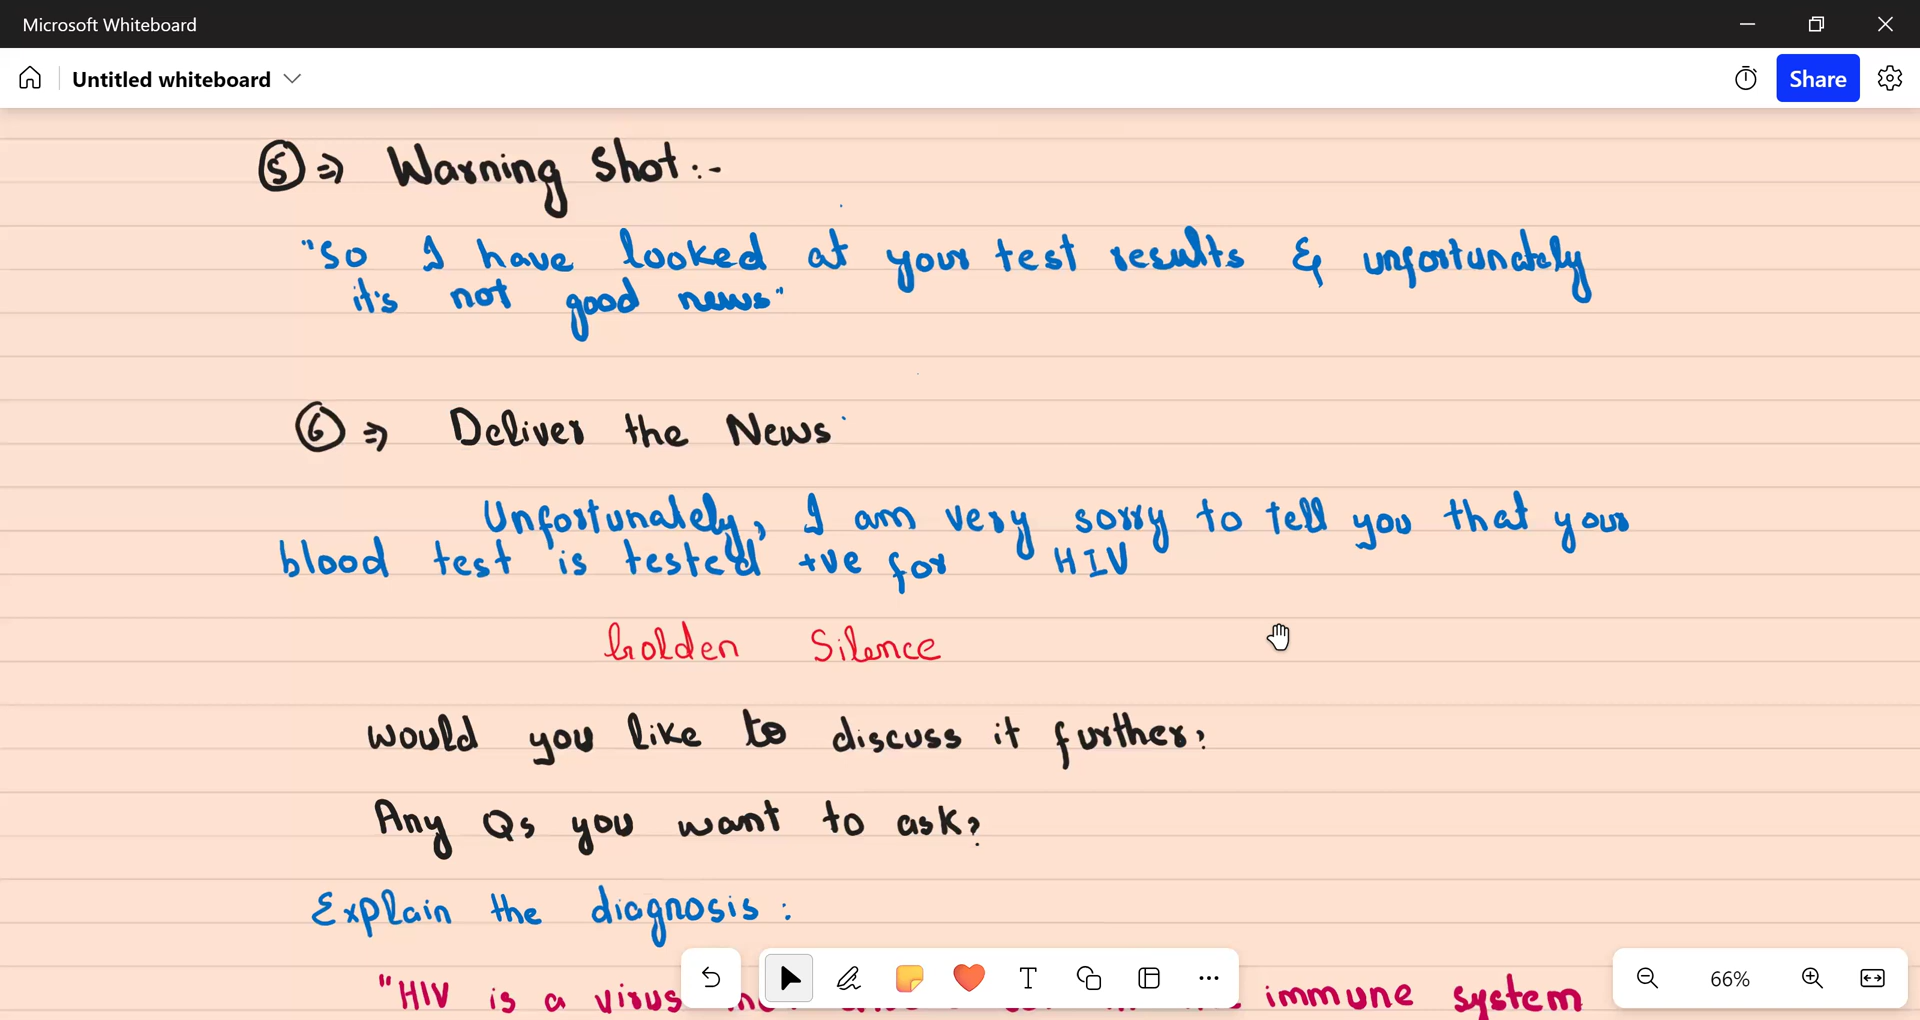 Microsoft Whiteboard
Untitled whiteboard
Share
⑤ ⇒ Warning Shot :-
"So I have looked at your test results & unfortunately
it's not good news"
⑥ ⇒ Deliver the News
Unfortunately, I am very sorry to tell you that your
blood test is tested +ve for HIV
Golden Silence
would you like to discuss it further?
Any Qs you want to ask?
Explain the diagnosis :
"HIV is a virus immune system
66%